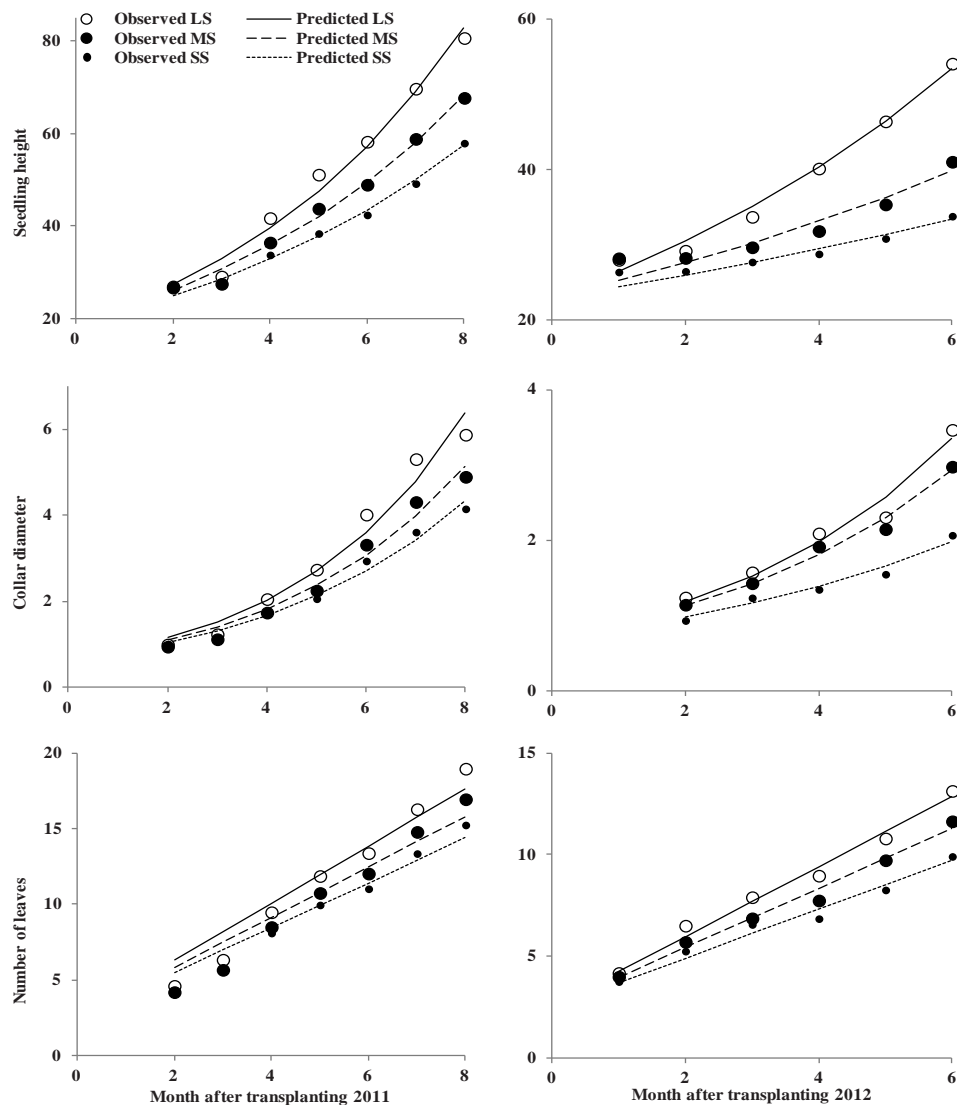 Observed LS Predicted LS
Observed MS Predicted MS
Observed SS Predicted SS
80
60
40
20
0 2 4 6 8
Seedling height
60
40
20
0 2 4 6
6
4
2
0
0 2 4 6 8
Collar diameter
4
2
0
0 2 4 6
20
15
10
5
0
0 2 4 6 8
Number of leaves
Month after transplanting 2011
15
10
5
0
0 2 4 6
Month after transplanting 2012